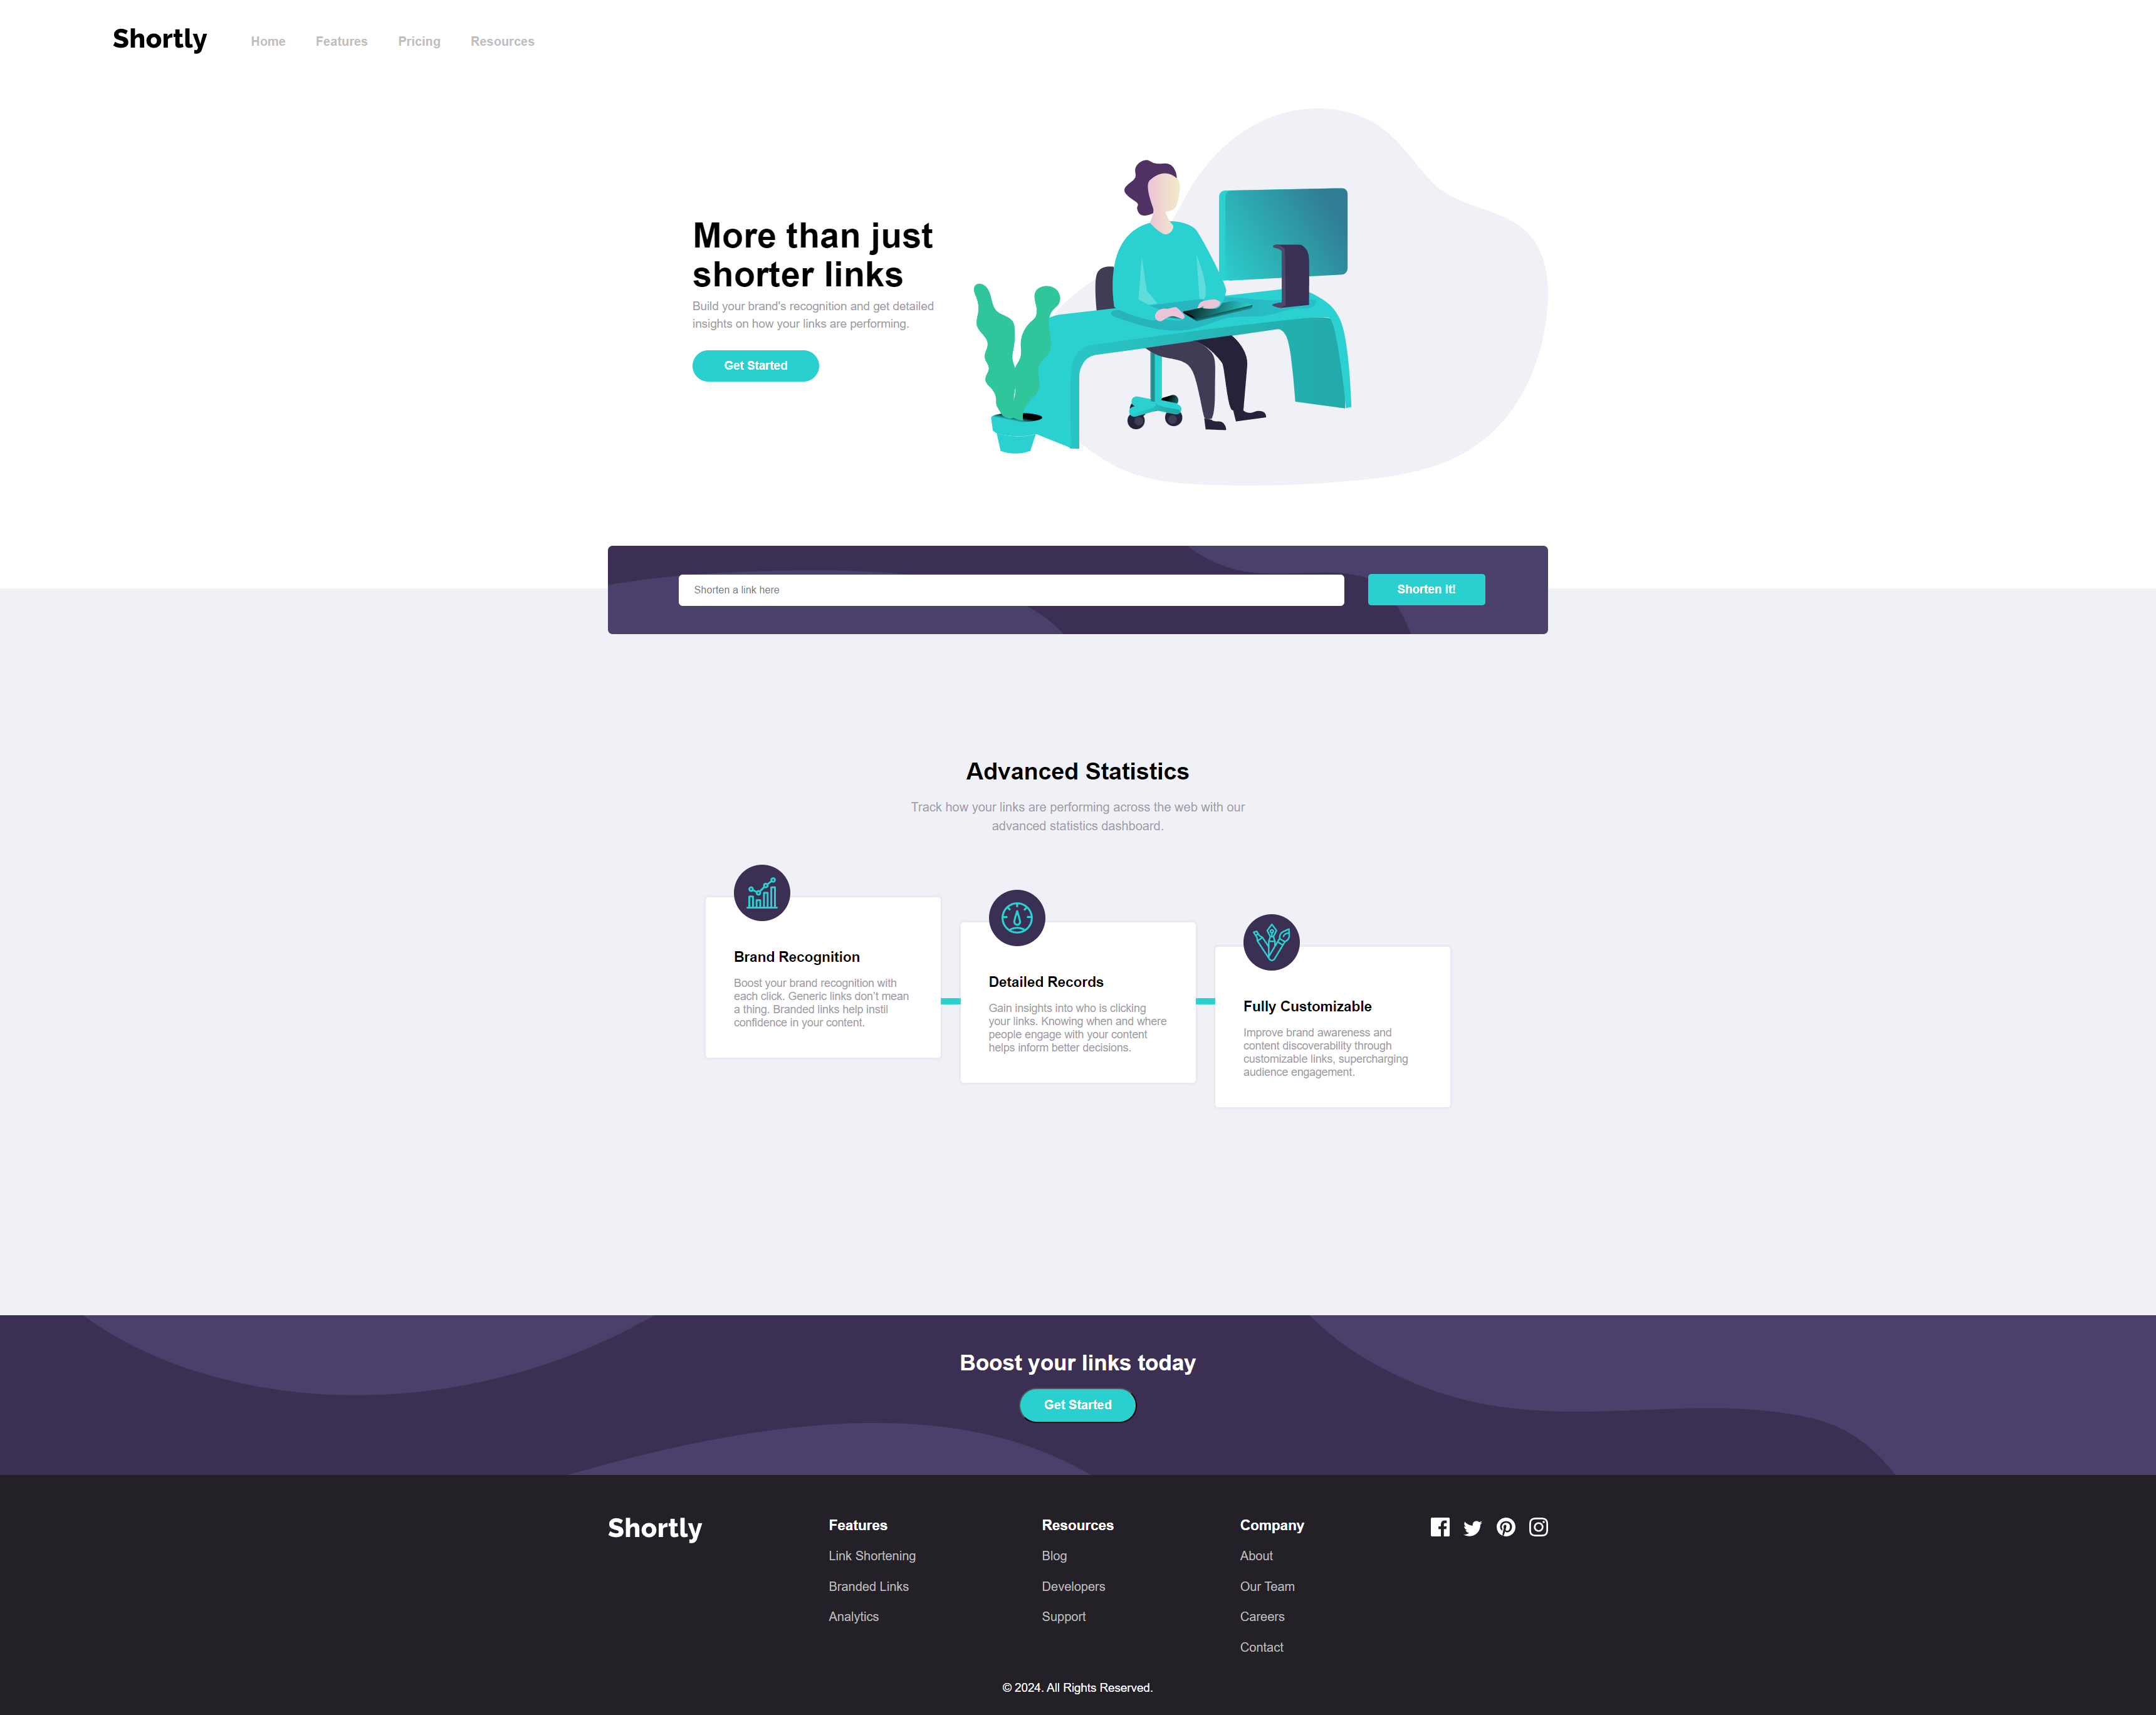 Shortly
Home Features Pricing Resources
More than just
shorter links
Build your brand's recognition and get detailed
insights on how your links are performing.
Get Started
Shorten a link here
Shorten It!
Advanced Statistics
Track how your links are performing across the web with our
advanced statistics dashboard.
Brand Recognition
Boost your brand recognition with
each click. Generic links don't mean
a thing. Branded links help instil
confidence in your content.
Detailed Records
Gain insights into who is clicking
your links. Knowing when and where
people engage with your content
helps inform better decisions.
Fully Customizable
Improve brand awareness and
content discoverability through
customizable links, supercharging
audience engagement.
Boost your links today
Get Started
Shortly
Features
Link Shortening
Branded Links
Analytics
Resources
Blog
Developers
Support
Company
About
Our Team
Careers
Contact
© 2024. All Rights Reserved.